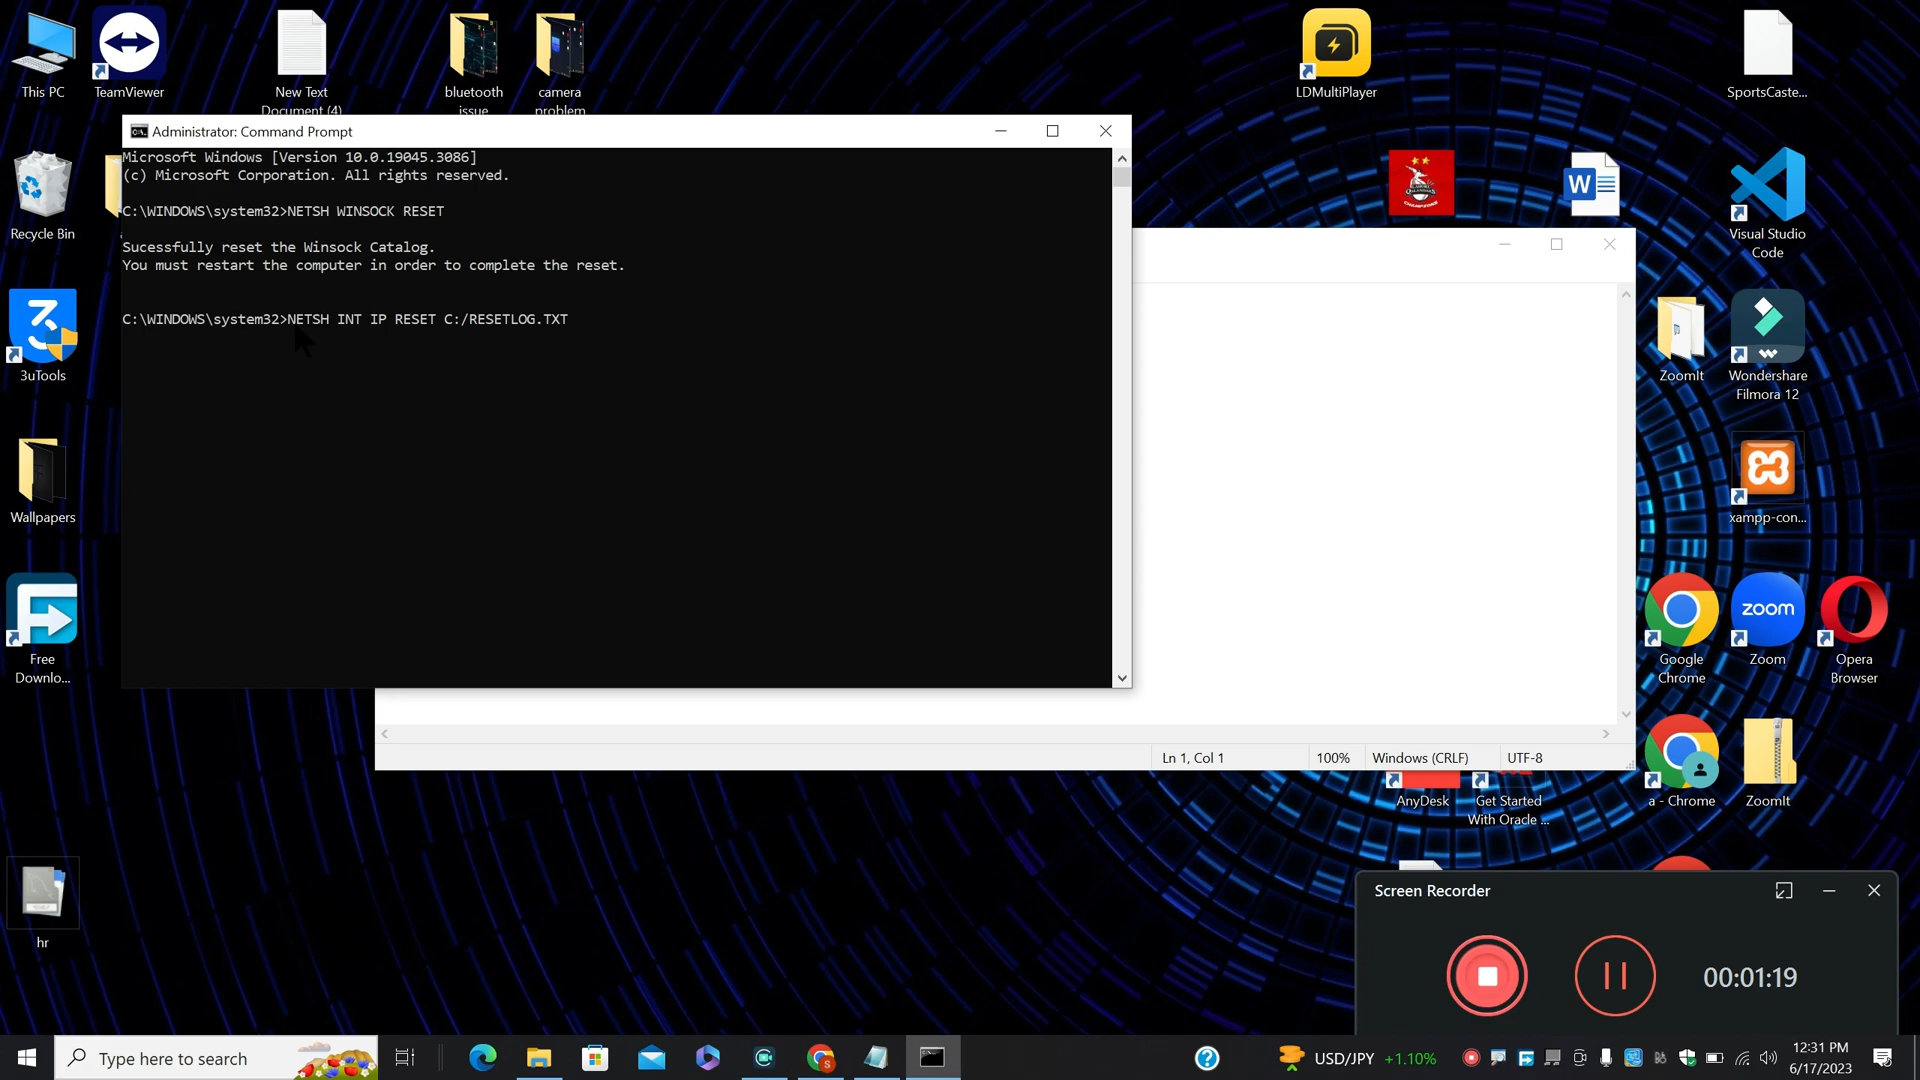 This PC
TeamViewer
New Text
Document (4)
bluetooth
issue
camera
problem
LDMultiPlayer
SportsCaste...
Administrator: Command Prompt
Microsoft Windows [Version 10.0.19045.3086]
(c) Microsoft Corporation. All rights reserved.
C:\WINDOWS\system32>NETSH WINSOCK RESET
Sucessfully reset the Winsock Catalog.
You must restart the computer in order to complete the reset.
C:\WINDOWS\system32>NETSH INT IP RESET C:/RESETLOG.TXT
Recycle Bin
3uTools
Wallpapers
Free
Downlo...
hr
Visual Studio
Code
ZoomIt
Wondershare
Filmora 12
xampp-con...
Google
Chrome
zoom
Zoom
Opera
Browser
Ln 1, Col 1
100%
Windows (CRLF)
UTF-8
AnyDesk
Get Started
With Oracle ...
a - Chrome
ZoomIt
Screen Recorder
00:01:19
Type here to search
USD/JPY +1.10%
12:31 PM
6/17/2023